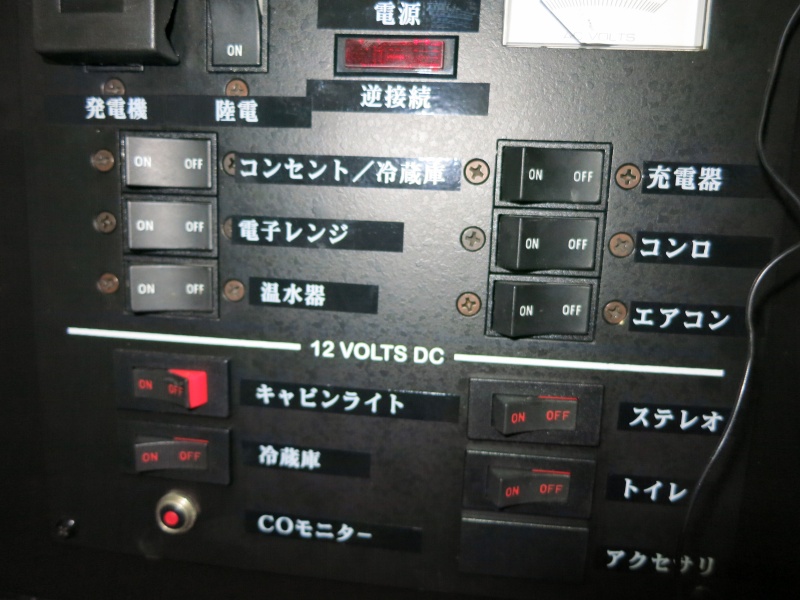 電源
AC VOLTS
ON
逆接続
発電機
陸電
ON OFF
コンセント／冷蔵庫
ON OFF
充電器
ON OFF
電子レンジ
ON OFF
コンロ
ON OFF
温水器
ON OFF
エアコン
12 VOLTS DC
ON OFF
キャビンライト
ON OFF
ステレオ
ON OFF
冷蔵庫
ON OFF
トイレ
COモニター
アクセサリ